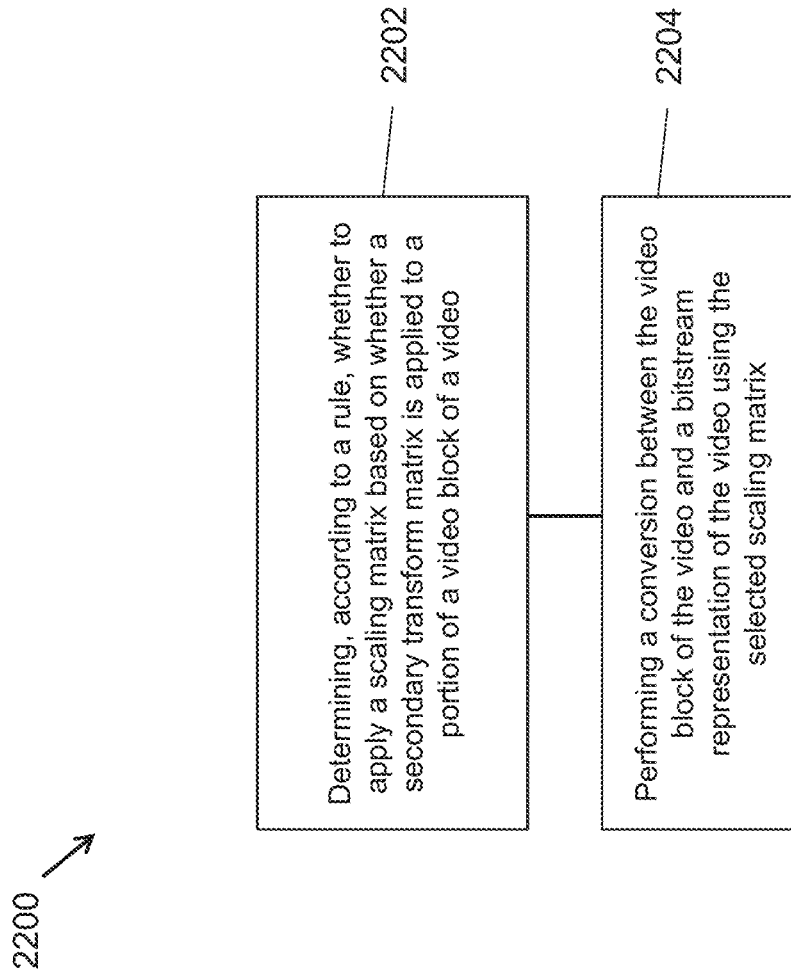 2200
Determining, according to a rule, whether to
apply a scaling matrix based on whether a
secondary transform matrix is applied to a
portion of a video block of a video
2202
Performing a conversion between the video
block of the video and a bitstream
representation of the video using the
selected scaling matrix
2204